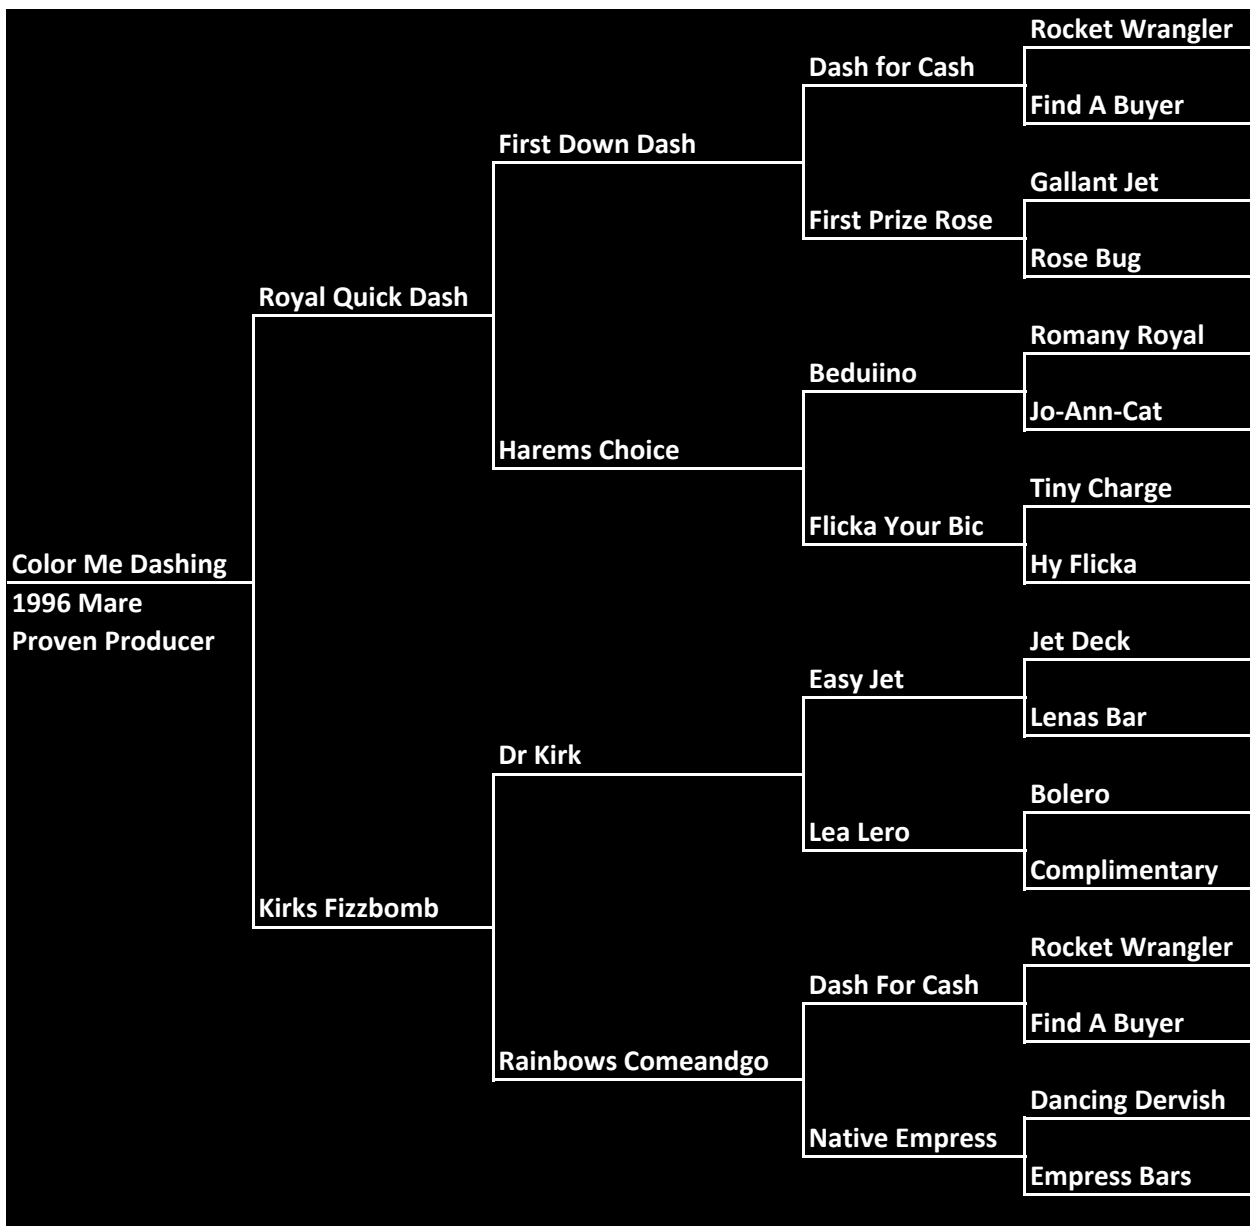 Rocket Wrangler
Dash for Cash
Find A Buyer
First Down Dash
Gallant Jet
First Prize Rose
Rose Bug
Royal Quick Dash
Romany Royal
Beduiino
Jo-Ann-Cat
Harems Choice
Tiny Charge
Flicka Your Bic
Color Me Dashing
Hy Flicka
1996 Mare
Proven Producer
Jet Deck
Easy Jet
Lenas Bar
Dr Kirk
Bolero
Lea Lero
Complimentary
Kirks Fizzbomb
Rocket Wrangler
Dash For Cash
Find A Buyer
Rainbows Comeandgo
Dancing Dervish
Native Empress
Empress Bars